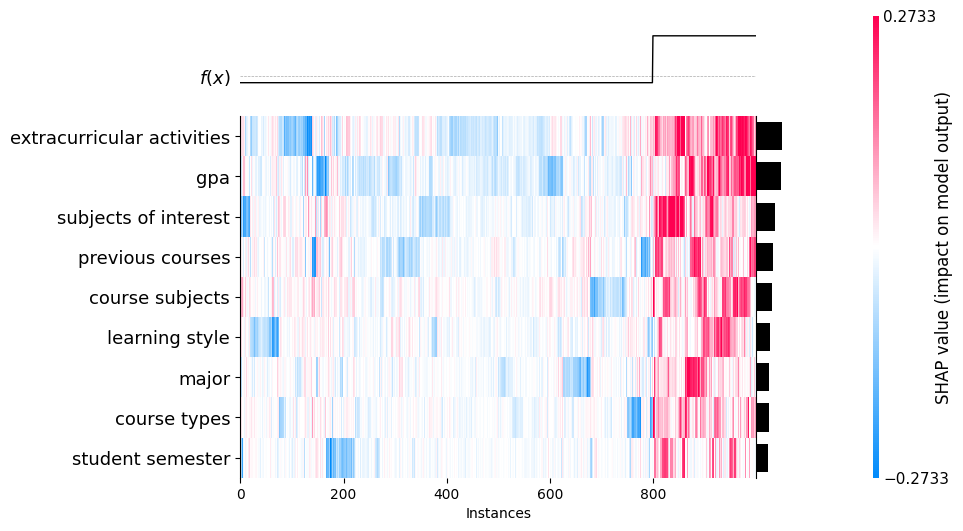 0.2733
f(x)
extracurricular activities
gpa
subjects of interest
previous courses
course subjects
learning style
major
course types
student semester
−0.2733
0 200 400 600 800
Instances
SHAP value (impact on model output)